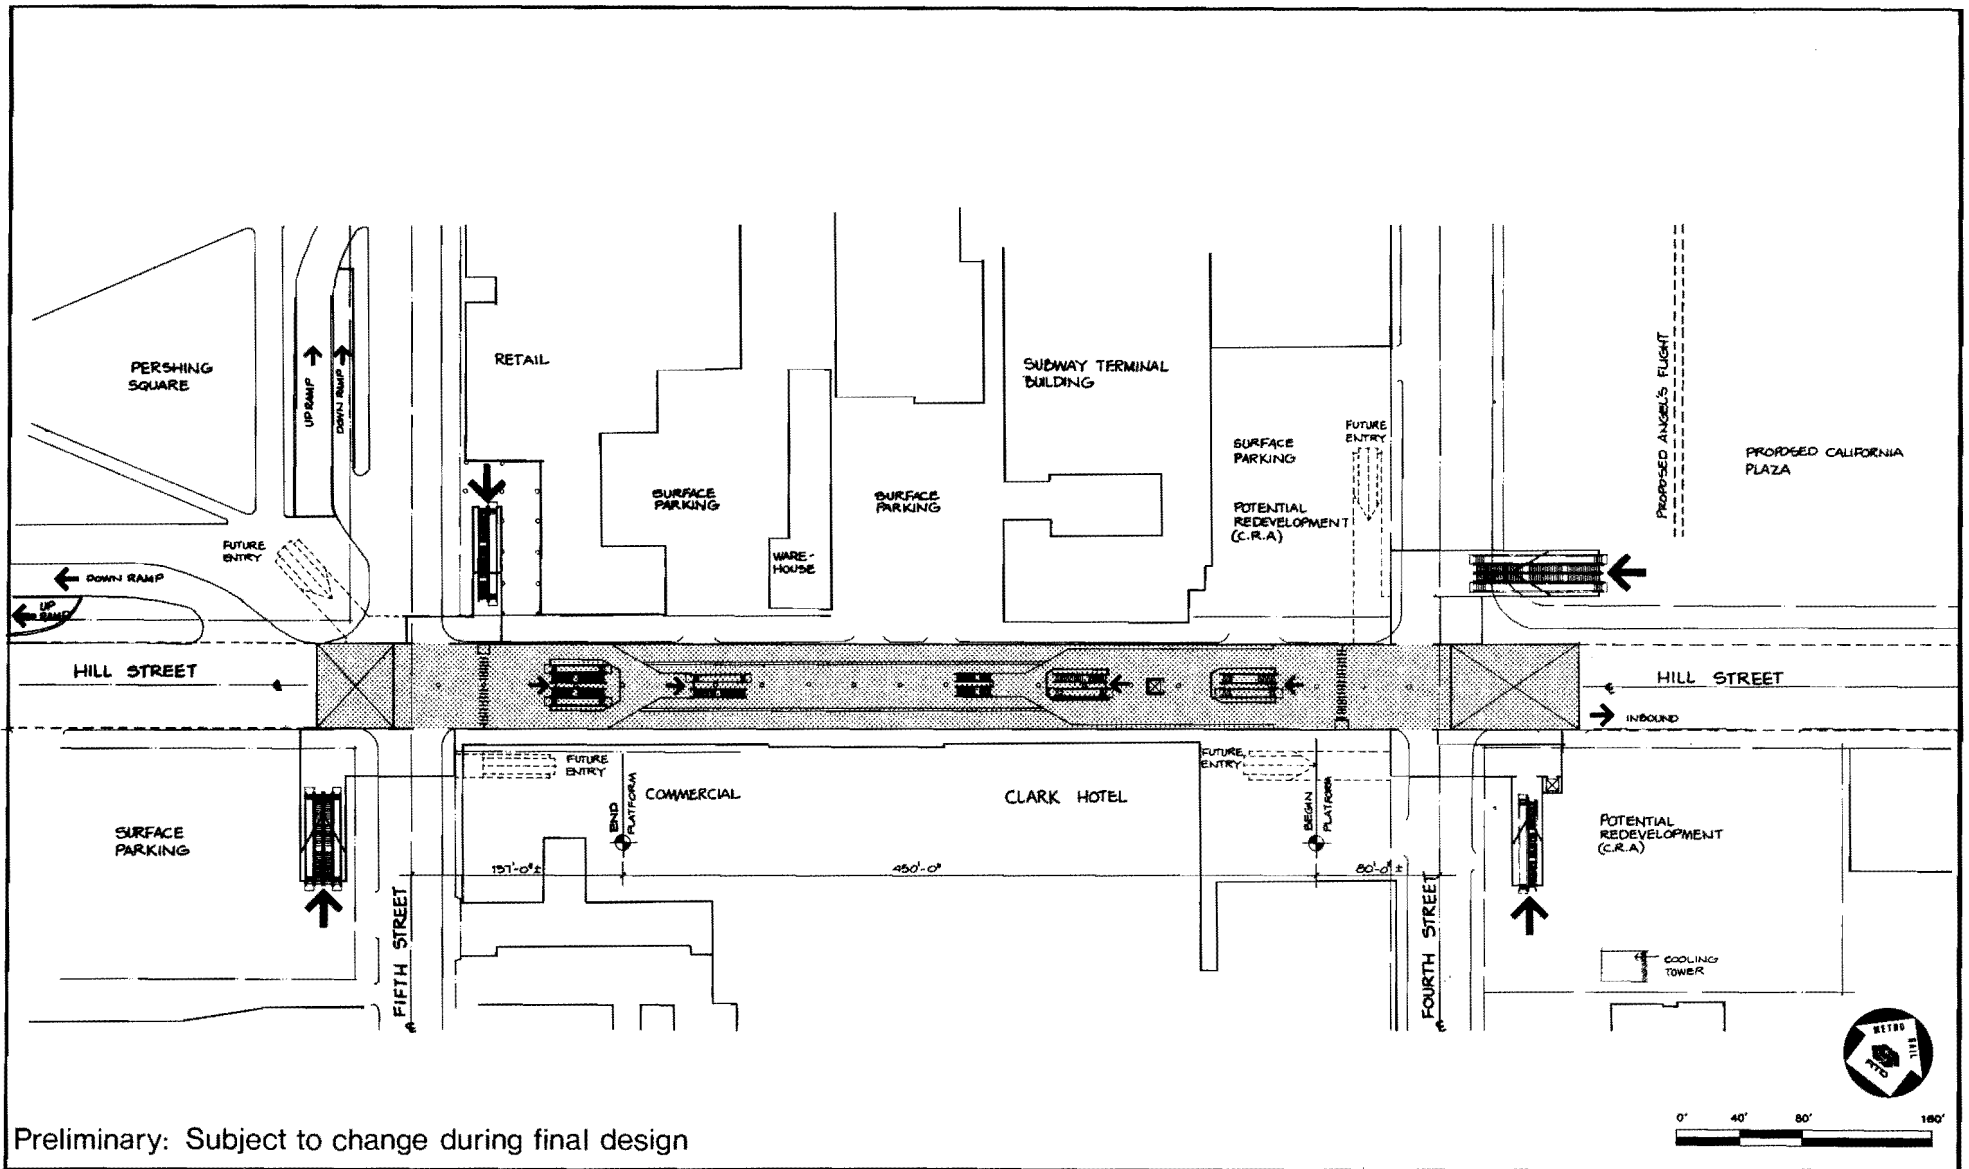 PERSHING
SQUARE
UP RAMP
DOWN RAMP
RETAIL
SUBWAY TERMINAL
BUILDING
FUTURE
ENTRY
SURFACE
PARKING
PROPOSED ANGEL'S FLIGHT
PROPOSED CALIFORNIA
PLAZA
SURFACE
PARKING
SURFACE
PARKING
POTENTIAL
REDEVELOPMENT
(C.R.A)
FUTURE
ENTRY
WARE-
HOUSE
DOWN RAMP
UP
RAMP
HILL STREET
HILL STREET
INBOUND
FUTURE
ENTRY
FUTURE
ENTRY
END
PLATFORM
COMMERCIAL
CLARK HOTEL
BEGIN
PLATFORM
SURFACE
PARKING
POTENTIAL
REDEVELOPMENT
(C.R.A)
137'-0"±
450'-0"
80'-0"±
FIFTH STREET
FOURTH STREET
COOLING
TOWER
METRO
RAIL
RTD
0' 40' 80' 160'
Preliminary: Subject to change during final design